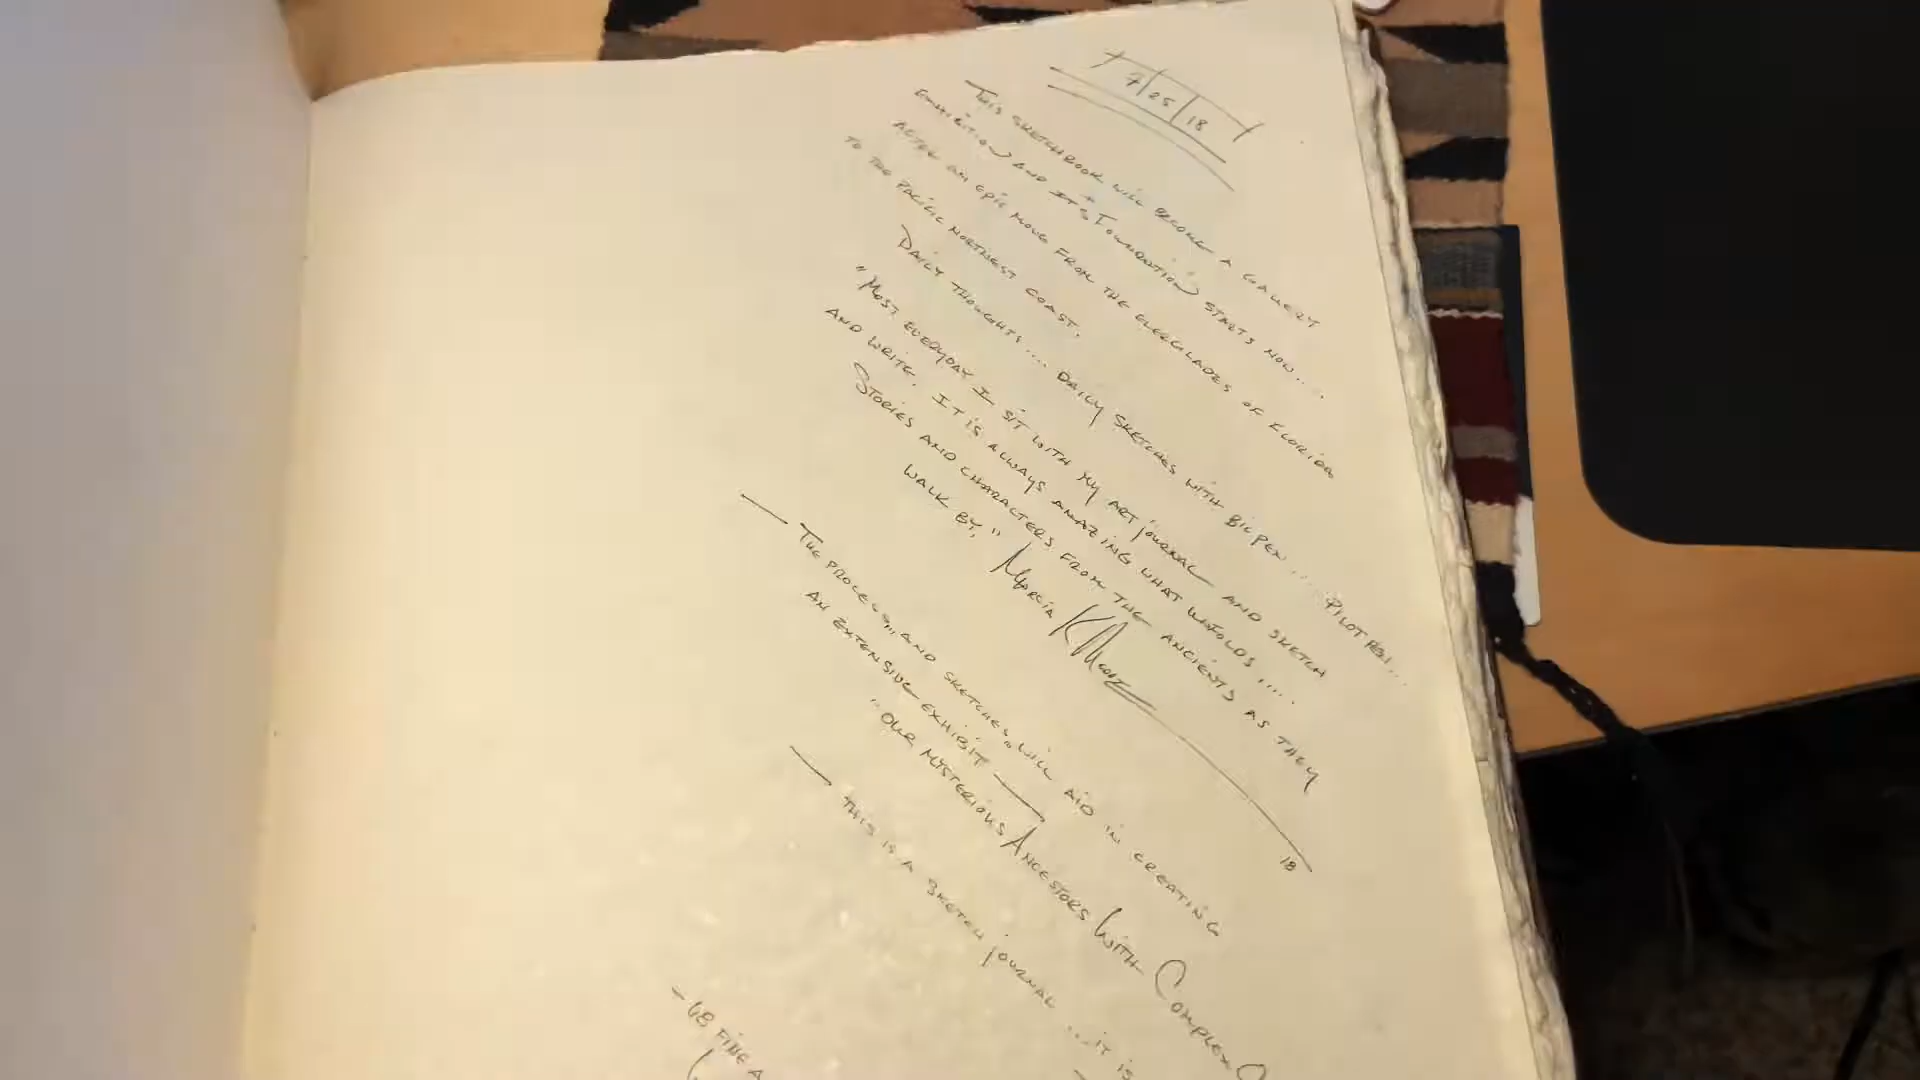 7/25/18
This sketchbook will become a gallery
exhibition and it's foundation starts now....
after an epic move from the everglades of Florida
to the Pacific Northwest coast.
Daily thoughts.... daily sketches with Bic pen.... Pilot pen....
"Most everyday I sit with my art journal and sketch
and write. It is always amazing what unfolds....
Stories and characters from the ancients as they
walk by." Marcia K Moore
18
— The process, and sketches, will aid in creating
an extensive exhibit —
"Our Mysterious Ancestors With Complex
— This is a sketch journal ... it is
- 68 fine a